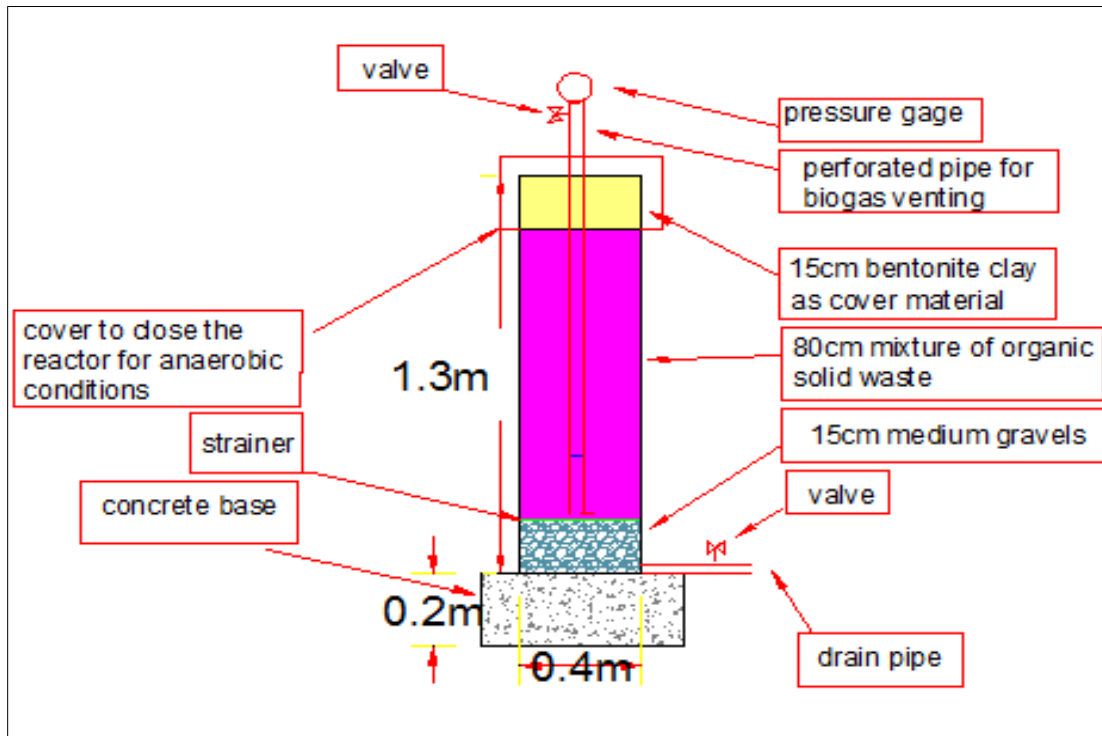 valve
pressure gage
perforated pipe for
biogas venting
15cm bentonite clay
as cover material
cover to close the
reactor for anaerobic
conditions
80cm mixture of organic
solid waste
1.3m
strainer
15cm medium gravels
concrete base
valve
0.2m
0.4m
drain pipe